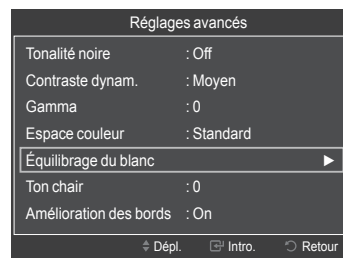 Réglages avancés
Tonalité noire : Off
Contraste dynam. : Moyen
Gamma : 0
Espace couleur : Standard
Équilibrage du blanc ►
Ton chair : 0
Amélioration des bords : On
Dépl. Intro. Retour